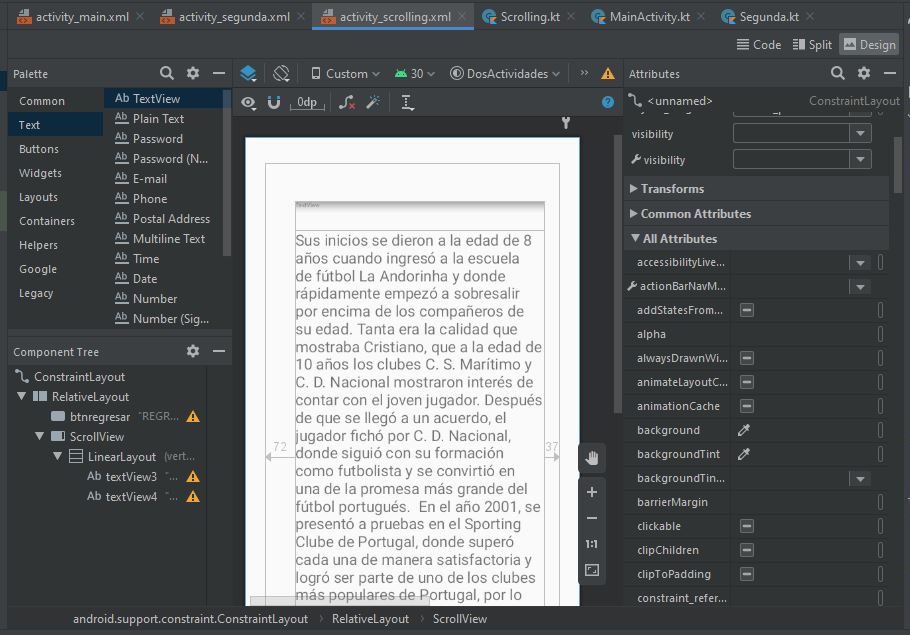 activity_main.xml
activity_segunda.xml
activity_scrolling.xml
Scrolling.kt
MainActivity.kt
Segunda.kt
Code
Split
Design
Palette
Custom
30
DosActividades
Attributes
Common
Text
Buttons
Widgets
Layouts
Containers
Helpers
Google
Legacy
Ab TextView
Ab Plain Text
Ab Password
Ab Password (N...
Ab E-mail
Ab Phone
Ab Postal Address
Ab Multiline Text
Ab Time
Ab Date
Ab Number
Ab Number (Sig...
0dp
<unnamed>
ConstraintLayout
visibility
visibility
Transforms
Common Attributes
All Attributes
accessibilityLive...
actionBarNavM...
addStatesFrom...
alpha
alwaysDrawnWi...
animateLayoutC...
animationCache
background
backgroundTint
backgroundTin...
barrierMargin
clickable
clipChildren
clipToPadding
constraint_refer...
Component Tree
ConstraintLayout
RelativeLayout
btnregresar "REGR...
ScrollView
LinearLayout (vert...
Ab textView3 "...
Ab textView4 "...
TextView
Sus inicios se dieron a la edad de 8
años cuando ingresó a la escuela
de fútbol La Andorinha y donde
rápidamente empezó a sobresalir
por encima de los compañeros de
su edad. Tanta era la calidad que
mostraba Cristiano, que a la edad de
10 años los clubes C. S. Marítimo y
C. D. Nacional mostraron interés de
contar con el joven jugador. Después
de que se llegó a un acuerdo, el
jugador fichó por C. D. Nacional,
donde siguió con su formación
como futbolista y se convirtió en
una de la promesa más grande del
fútbol portugués.  En el año 2001, se
presentó a pruebas en el Sporting
Clube de Portugal, donde superó
cada una de manera satisfactoria y
logró ser parte de uno de los clubes
más populares de Portugal, por lo
72
37
1:1
android.support.constraint.ConstraintLayout
RelativeLayout
ScrollView